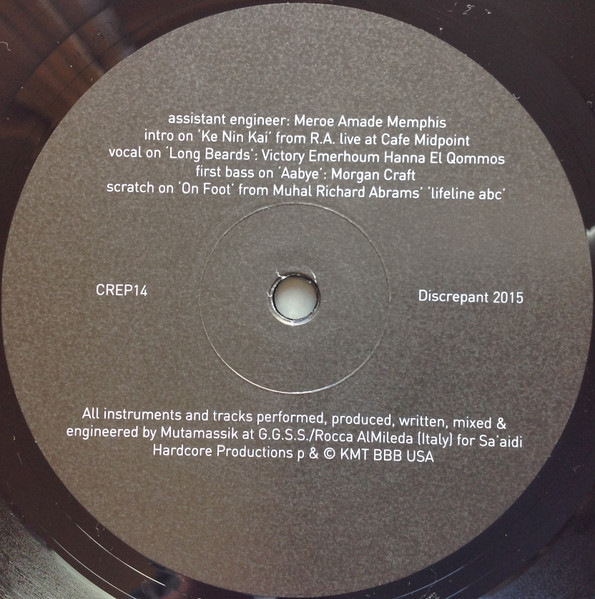 assistant engineer: Meroe Amade Memphis
intro on 'Ke Nin Kai' from R.A. live at Cafe Midpoint
vocal on 'Long Beards': Victory Emerhoum Hanna El Qommos
first bass on 'Aabye': Morgan Craft
scratch on 'On Foot' from Muhal Richard Abrams' 'lifeline abc'
CREP14
Discrepant 2015
All instruments and tracks performed, produced, written, mixed &
engineered by Mutamassik at G.G.S.S./Rocca AlMileda (Italy) for Sa'aidi
Hardcore Productions p & © KMT BBB USA